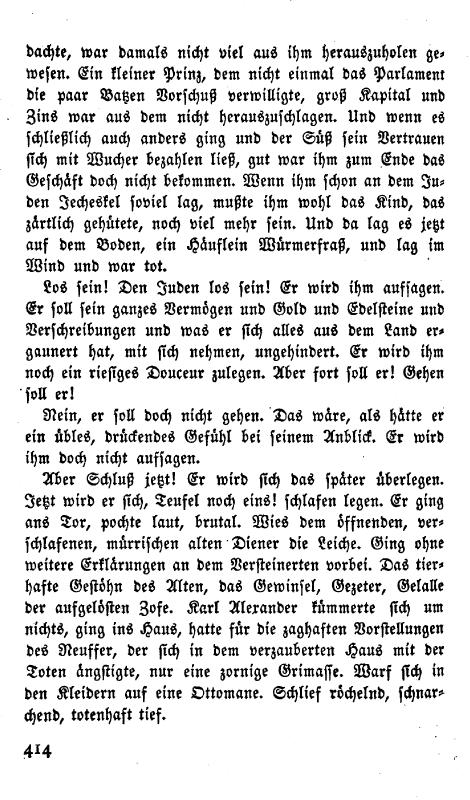 dachte, war damals nicht viel aus ihm herauszuholen ge-
wesen. Ein kleiner Prinz, dem nicht einmal das Parlament
die paar Batzen Vorschuß verwilligte, groß Kapital und
Zins war aus dem nicht herauszuschlagen. Und wenn es
schließlich auch anders ging und der Süß sein Vertrauen
sich mit Wucher bezahlen ließ, gut war ihm zum Ende das
Geschäft doch nicht bekommen. Wenn ihm schon an dem Ju-
den Jecheskel soviel lag, mußte ihm wohl das Kind, das
zärtlich gehütete, noch viel mehr sein. Und da lag es jetzt
auf dem Boden, ein Häuflein Würmerfraß, und lag im
Wind und war tot.
Los sein! Den Juden los sein! Er wird ihm aufsagen.
Er soll sein ganzes Vermögen und Gold und Edelsteine und
Verschreibungen und was er sich alles aus dem Land er-
gaunert hat, mit sich nehmen, ungehindert. Er wird ihm
noch ein riesiges Douceur zulegen. Aber fort soll er! Gehen
soll er!
Nein, er soll doch nicht gehen. Das wäre, als hätte er
ein übles, drückendes Gefühl bei seinem Anblick. Er wird
ihm doch nicht aufsagen.
Aber Schluß jetzt! Er wird sich das später überlegen.
Jetzt wird er sich, Teufel noch eins! schlafen legen. Er ging
ans Tor, pochte laut, brutal. Wies dem öffnenden, ver-
schlafenen, mürrischen alten Diener die Leiche. Ging ohne
weitere Erklärungen an dem Versteinerten vorbei. Das tier-
hafte Gestöhn des Alten, das Gewinsel, Gezeter, Gelalle
der aufgelösten Zofe. Karl Alexander kümmerte sich um
nichts, ging ins Haus, hatte für die zaghaften Vorstellungen
des Neuffer, der sich in dem verzauberten Haus mit der
Toten ängstigte, nur eine zornige Grimasse. Warf sich in
den Kleidern auf eine Ottomane. Schlief röchelnd, schnar-
chend, totenhaft tief.
414